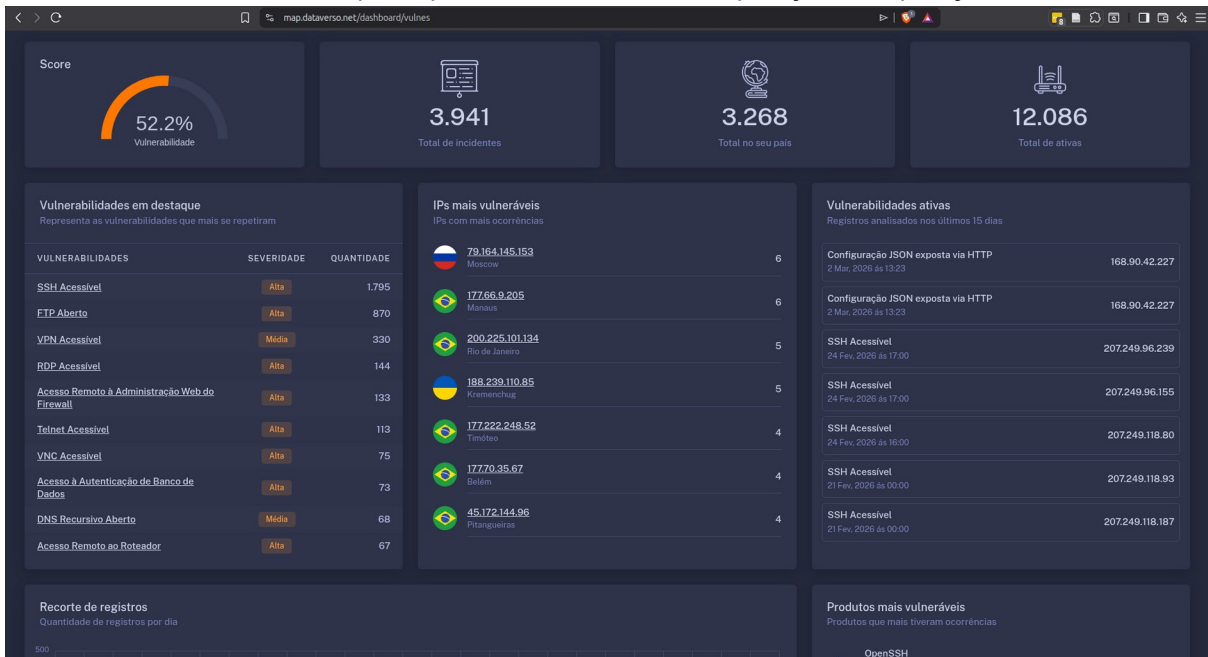 map.dataverso.net/dashboard/vulnes
Score
52.2%
Vulnerabilidade
3.941
Total de incidentes
3.268
Total no seu país
12.086
Total de ativas
Vulnerabilidades em destaque
Representa as vulnerabilidades que mais se repetiram
VULNERABILIDADES SEVERIDADE QUANTIDADE
SSH Acessível Alta 1.795
FTP Aberto Alta 870
VPN Acessível Média 330
RDP Acessível Alta 144
Acesso Remoto à Administração Web do
Firewall Alta 133
Telnet Acessível Alta 113
VNC Acessível Alta 75
Acesso à Autenticação de Banco de
Dados Alta 73
DNS Recursivo Aberto Média 68
Acesso Remoto ao Roteador Alta 67
IPs mais vulneráveis
IPs com mais ocorrências
79.164.145.153 6
Moscow
177.66.9.205 6
Manaus
200.225.101.134 5
Rio de Janeiro
188.239.110.85 5
Kremenchug
177.222.248.52 4
Timóteo
177.70.35.67 4
Belém
45.172.144.96 4
Pitangueiras
Vulnerabilidades ativas
Registros analisados nos últimos 15 dias
Configuração JSON exposta via HTTP 168.90.42.227
2 Mar, 2026 ás 13:23
Configuração JSON exposta via HTTP 168.90.42.227
2 Mar, 2026 ás 13:23
SSH Acessível 207.249.96.239
24 Fev, 2026 ás 17:00
SSH Acessível 207.249.96.155
24 Fev, 2026 ás 17:00
SSH Acessível 207.249.118.80
24 Fev, 2026 ás 16:00
SSH Acessível 207.249.118.93
21 Fev, 2026 ás 00:00
SSH Acessível 207.249.118.187
21 Fev, 2026 ás 00:00
Recorte de registros
Quantidade de registros por dia
500
Produtos mais vulneráveis
Produtos que mais tiveram ocorrências
OpenSSH